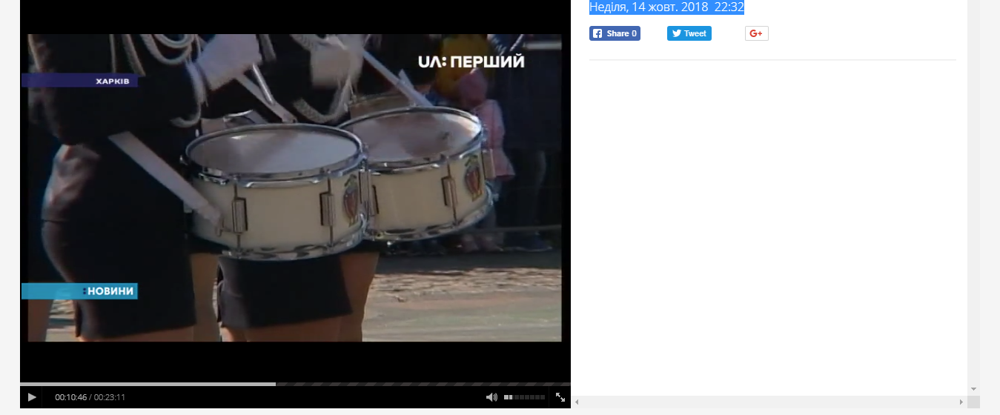 Неділя, 14 жовт. 2018 22:32
Share 0
Tweet
G+
UA: ПЕРШИЙ
ХАРКІВ
:НОВИНИ
00:10:46 / 00:23:11